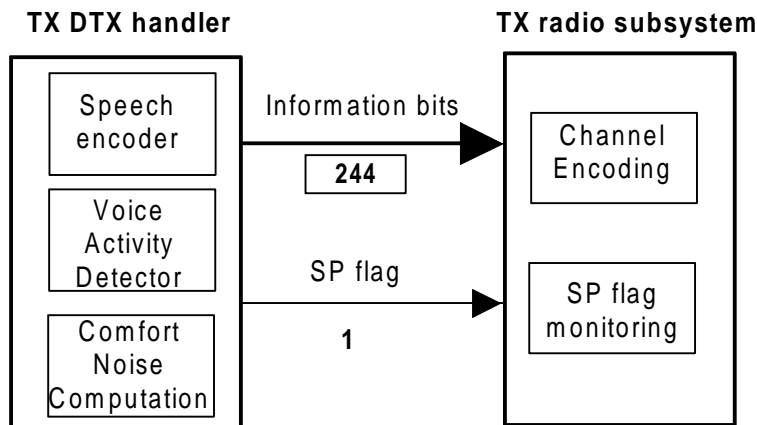 TX DTX handler
TX radio subsystem
Speech
encoder
Information bits
244
Channel
Encoding
Voice
Activity
Detector
SP flag
1
SP flag
monitoring
Comfort
Noise
Computation